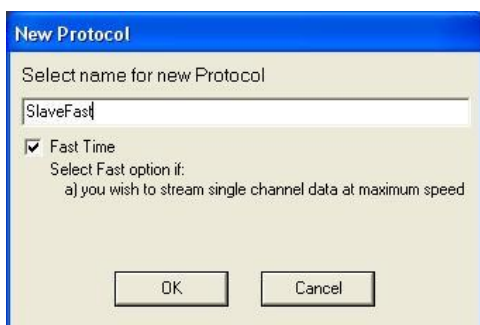 New Protocol
Select name for new Protocol
SlaveFast
Fast Time
Select Fast option if:
a) you wish to stream single channel data at maximum speed
OK
Cancel